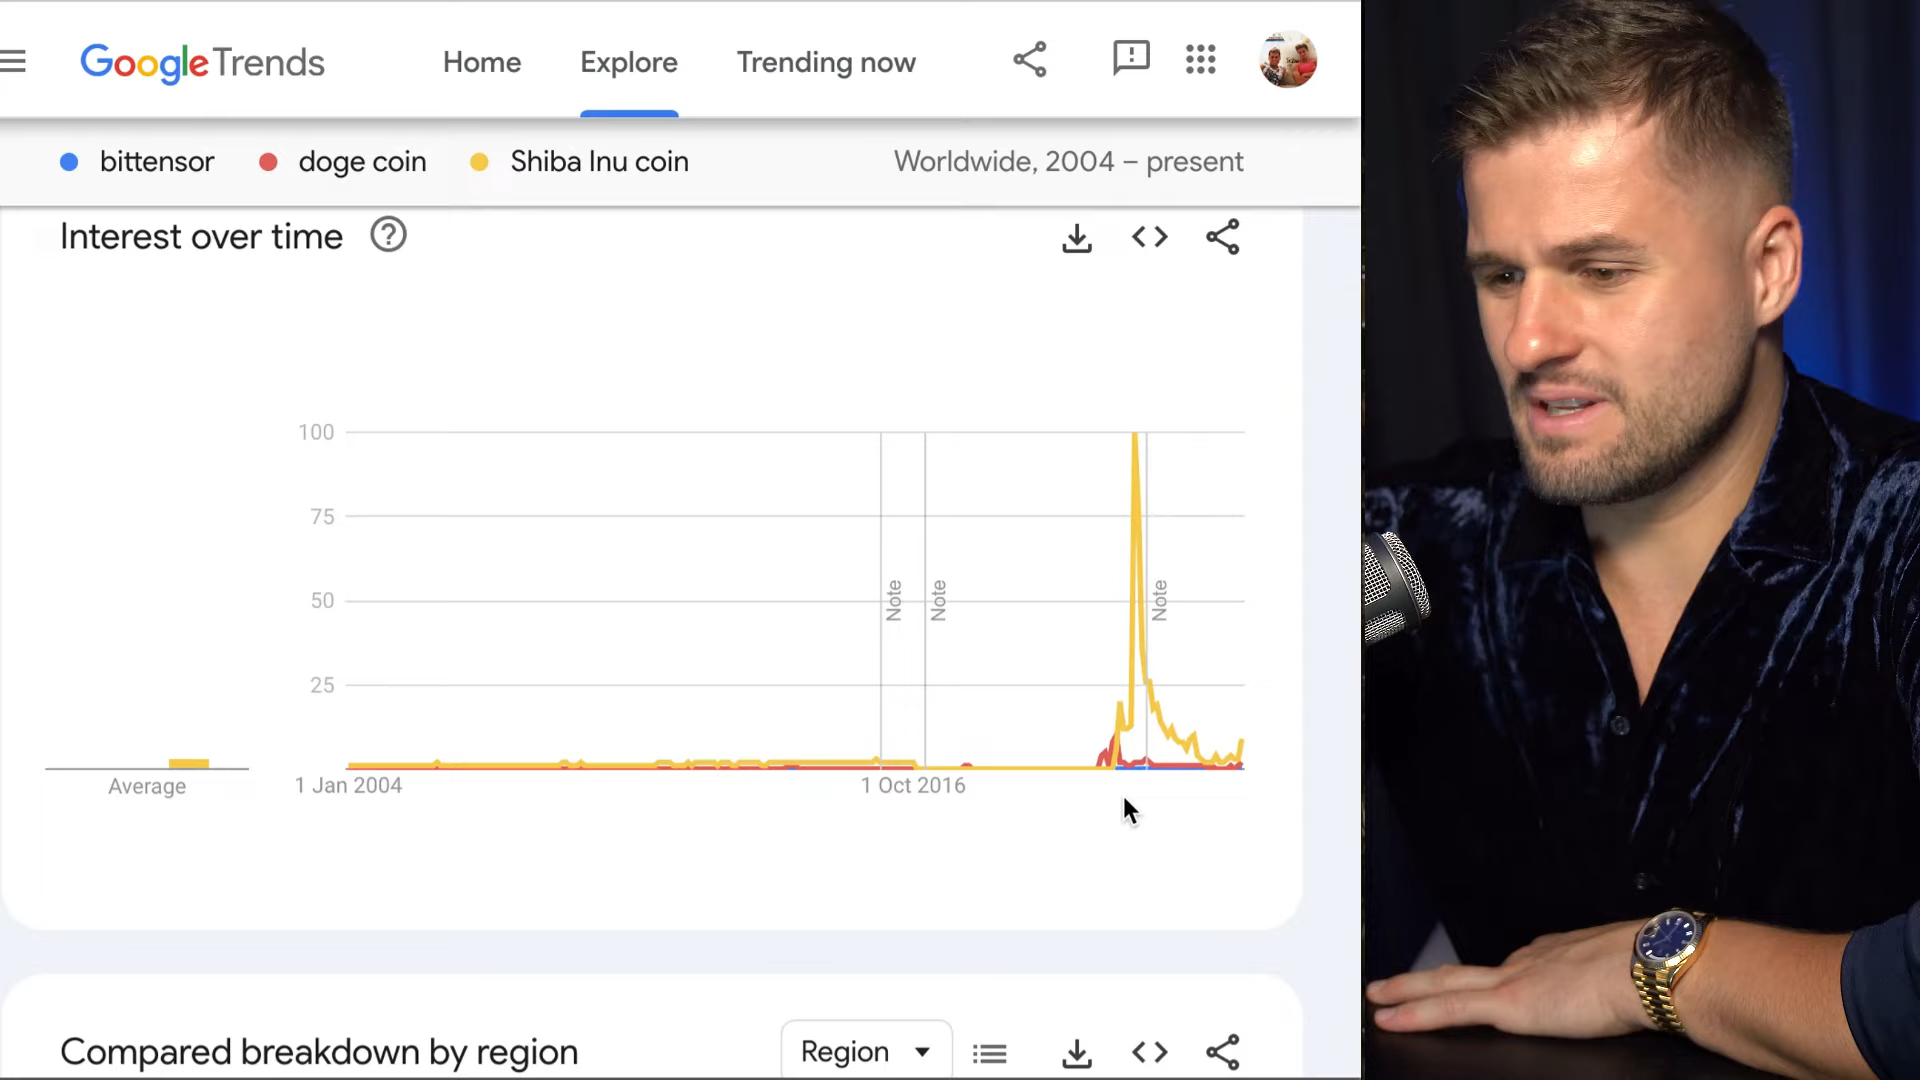 Google Trends Home Explore Trending now
bittensor doge coin Shiba Inu coin Worldwide, 2004 – present
Interest over time ?
100
75
50
25
Note
Note
Note
Average
1 Jan 2004
1 Oct 2016
Compared breakdown by region Region